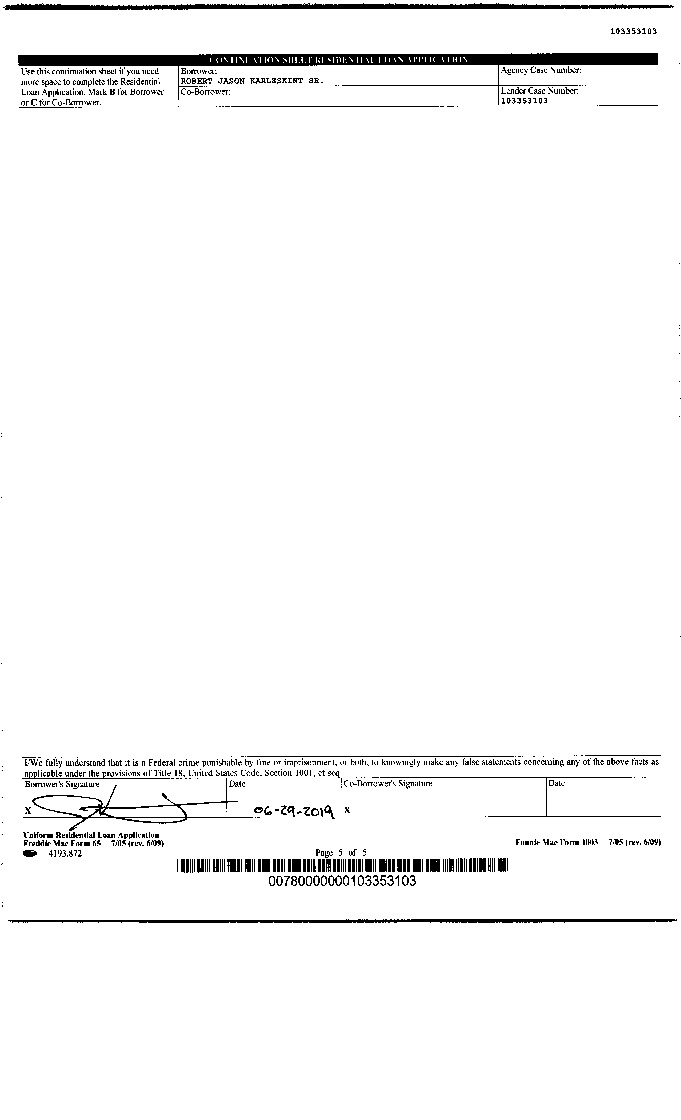 103353103
CONTINUATION SHEET/RESIDENTIAL LOAN APPLICATION
Use this continuation sheet if you need
more space to complete the Residential
Loan Application. Mark B for Borrower
or C for Co-Borrower.
Borrower:
ROBERT JASON KARLESKINT SR.
Co-Borrower:
Agency Case Number:
Lender Case Number:
103353103
I/We fully understand that it is a Federal crime punishable by fine or imprisonment, or both, to knowingly make any false statements concerning any of the above facts as
applicable under the provisions of Title 18, United States Code, Section 1001, et seq
Borrower's Signature Date Co-Borrower's Signature Date
X 06-29-2019 X
Uniform Residential Loan Application
Freddie Mac Form 65 7/05 (rev. 6/09)
4193.872
Page 5 of 5
Fannie Mae Form 1003 7/05 (rev. 6/09)
00780000000103353103